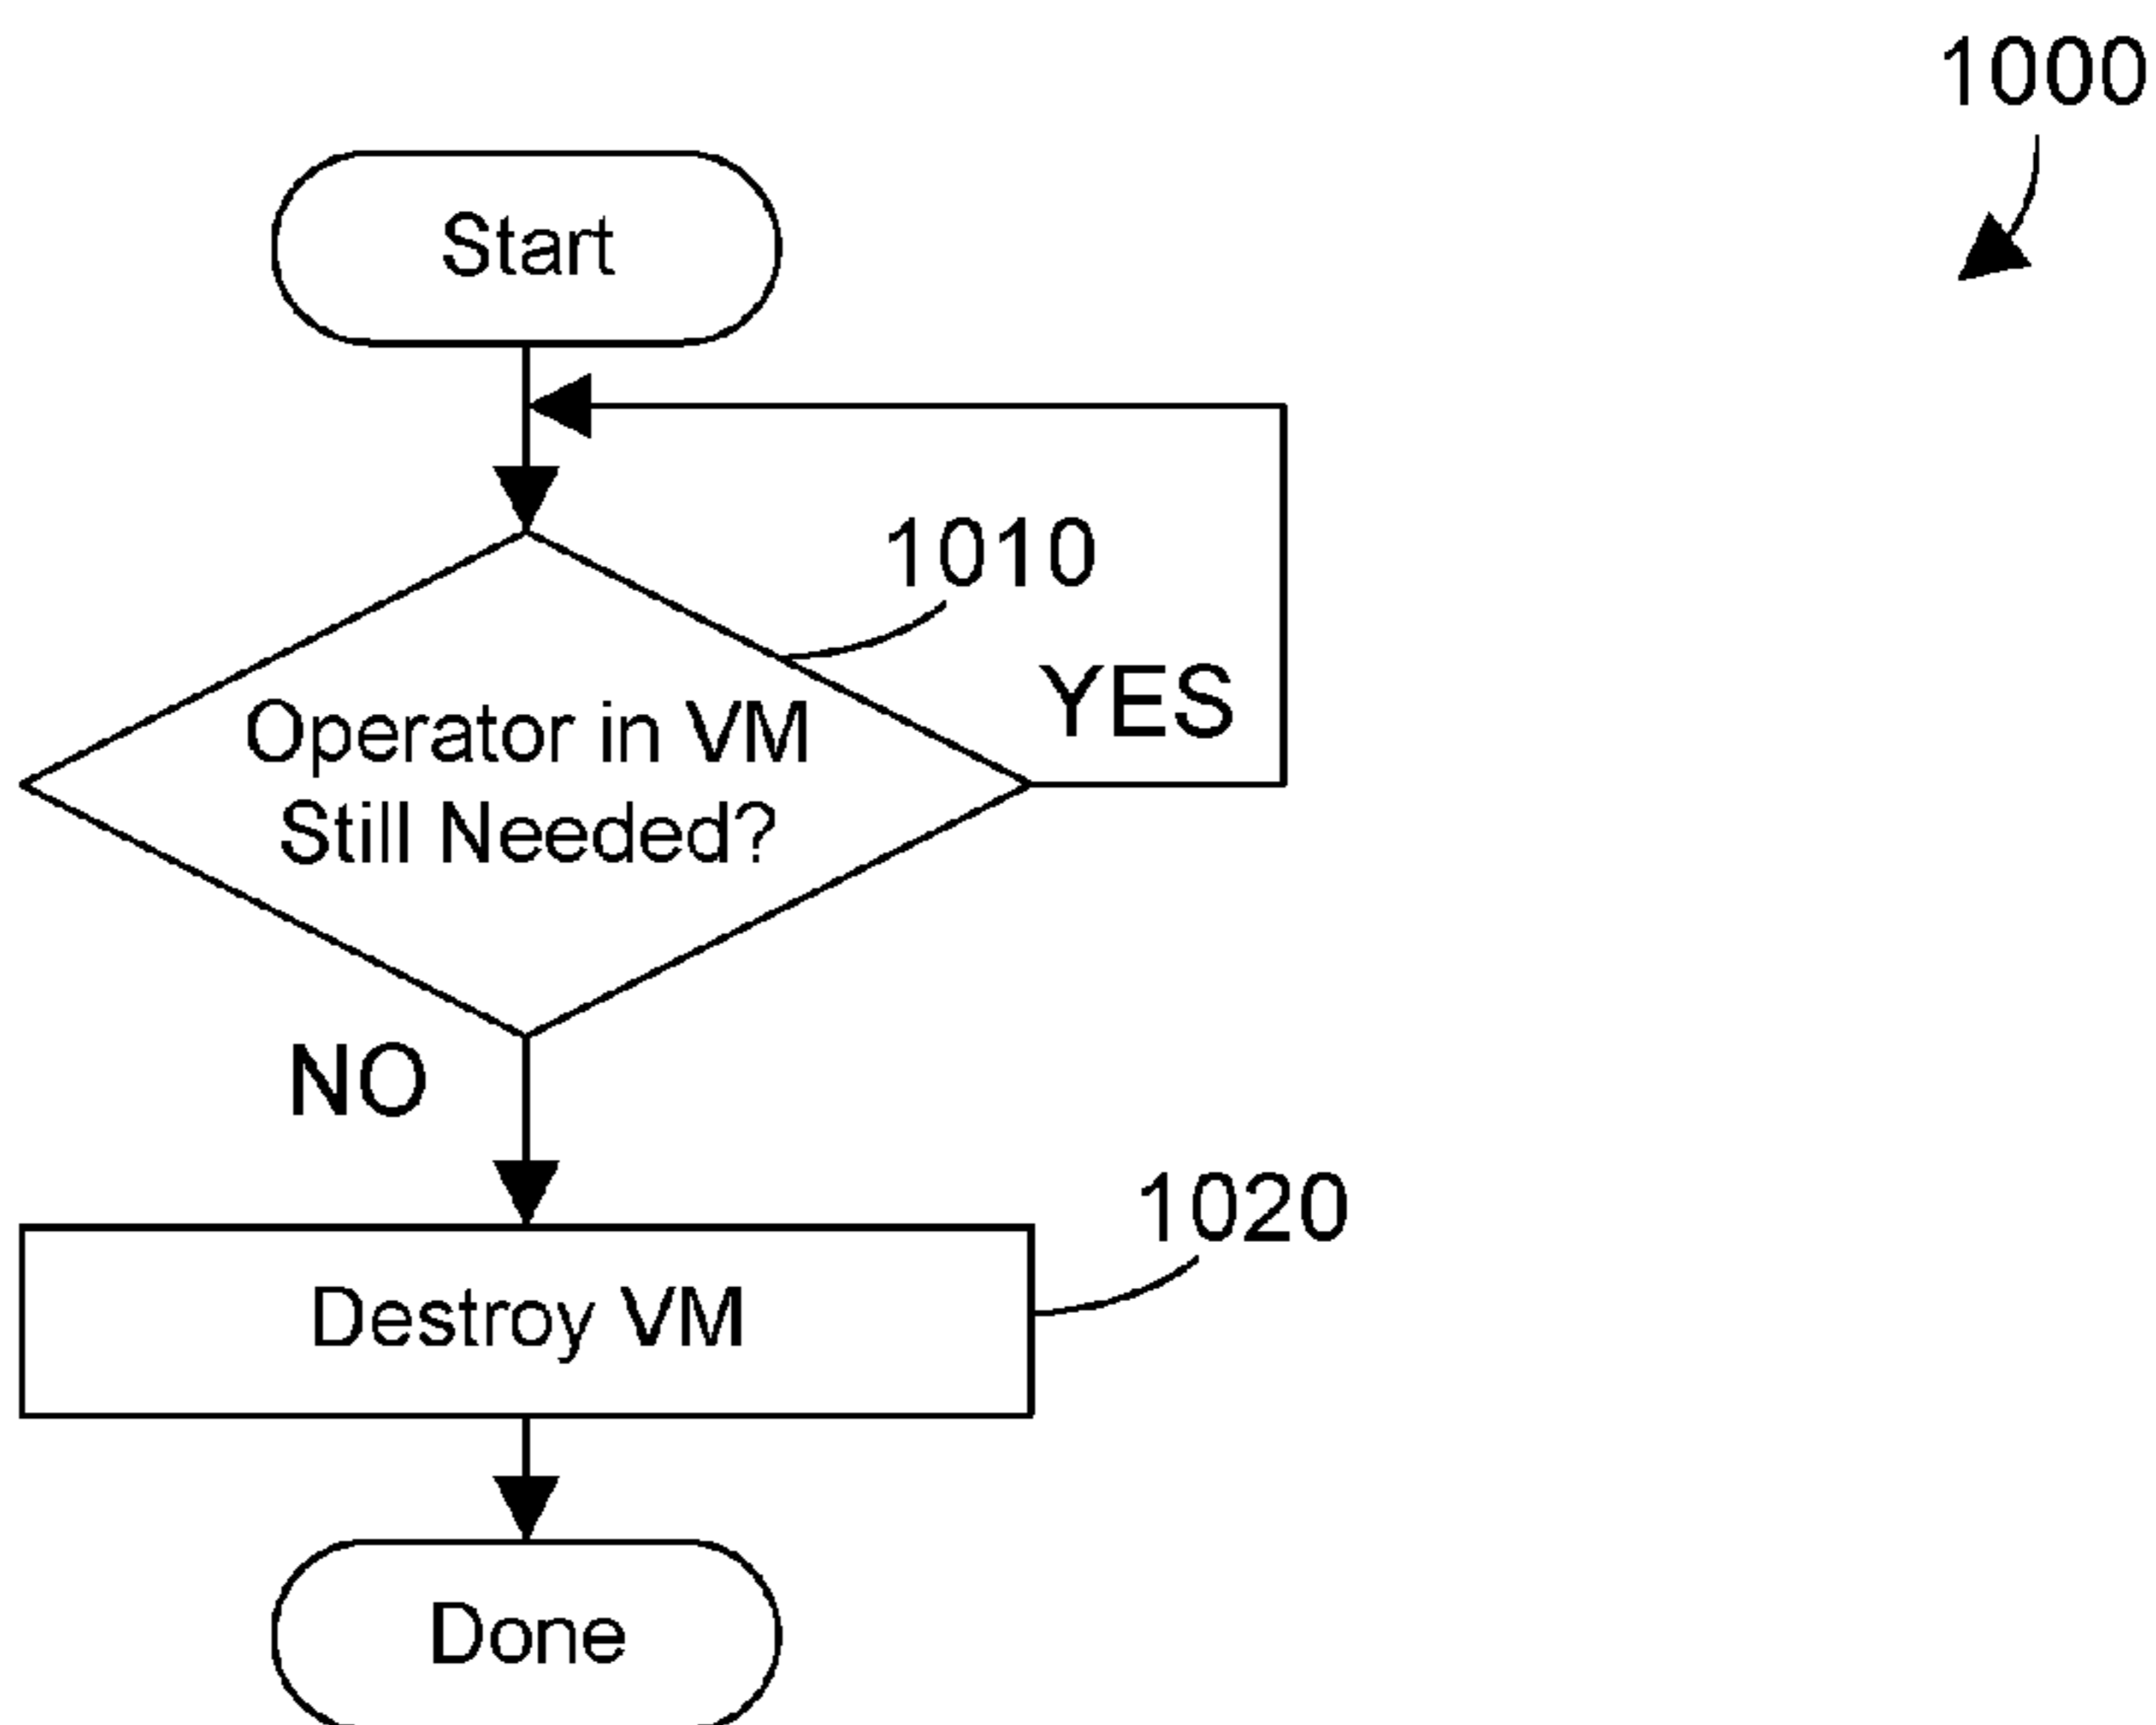 1000
Start
1010
YES
Operator in VM
Still Needed?
NO
1020
Destroy VM
Done